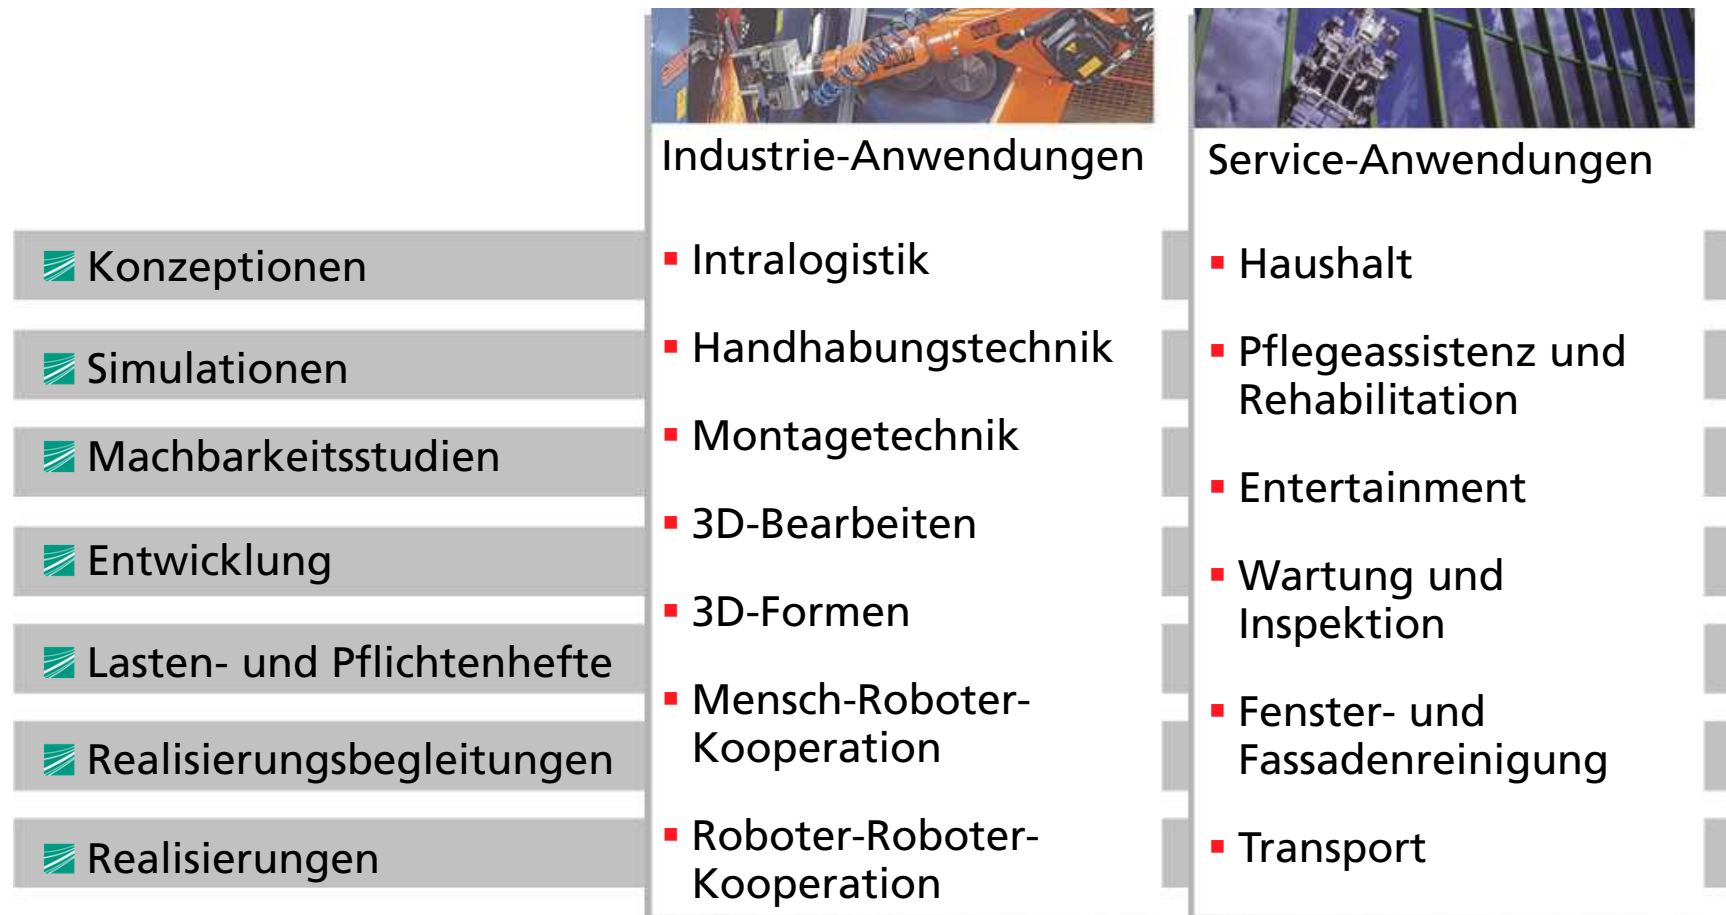 Industrie-Anwendungen
Service-Anwendungen
Konzeptionen
Simulationen
Machbarkeitsstudien
Entwicklung
Lasten- und Pflichtenhefte
Realisierungsbegleitungen
Realisierungen
Intralogistik
Handhabungstechnik
Montagetechnik
3D-Bearbeiten
3D-Formen
Mensch-Roboter-
Kooperation
Roboter-Roboter-
Kooperation
Haushalt
Pflegeassistenz und
Rehabilitation
Entertainment
Wartung und
Inspektion
Fenster- und
Fassadenreinigung
Transport